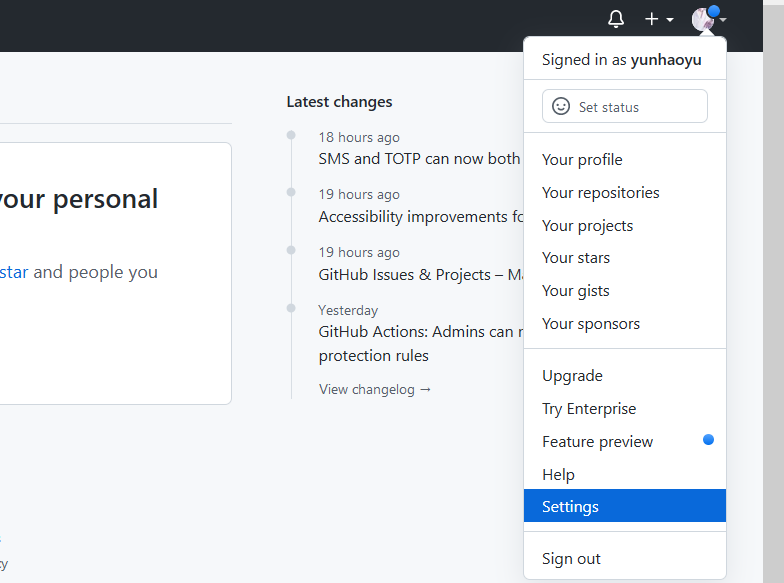 Signed in as yunhaoyu
Set status
Your profile
Your repositories
Your projects
Your stars
Your gists
Your sponsors
Upgrade
Try Enterprise
Feature preview
Help
Settings
Sign out
Latest changes
18 hours ago
SMS and TOTP can now both
19 hours ago
Accessibility improvements
19 hours ago
GitHub Issues & Projects –
Yesterday
GitHub Actions: Admins can
protection rules
View changelog →
your personal
star and people you